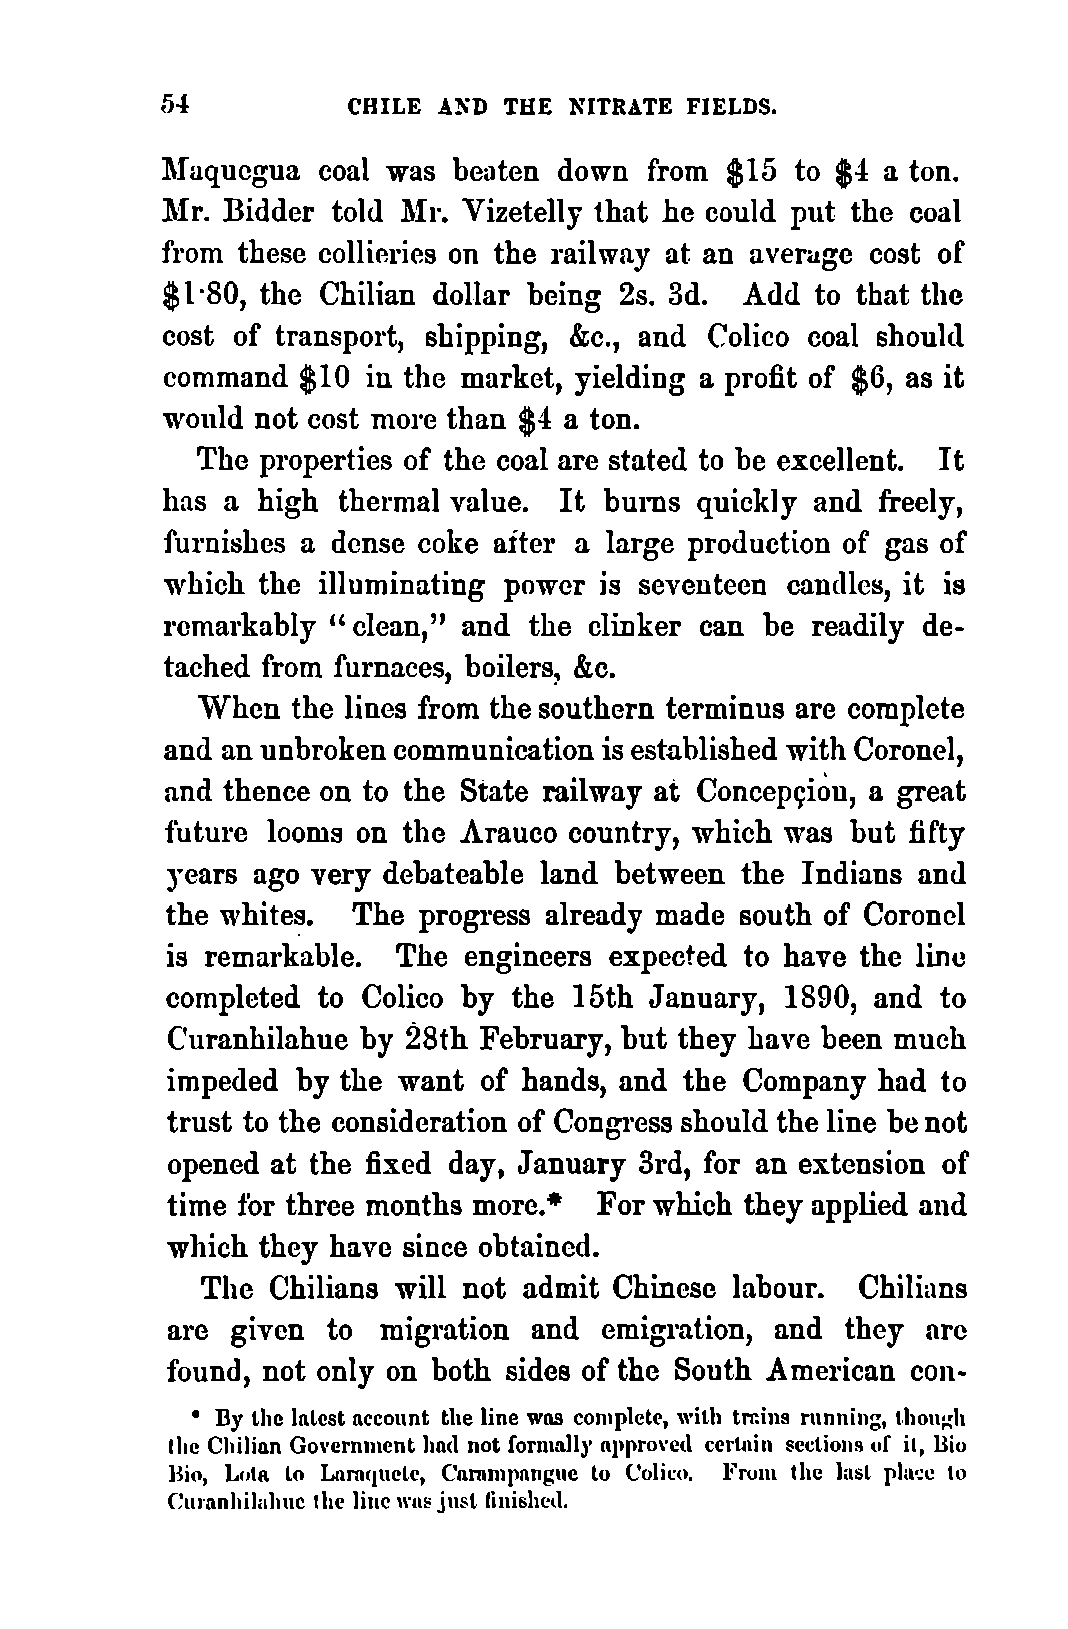 54 CHILE AND THE NITRATE FIELDS.
Maquegua coal was beaten down from $15 to $4 a ton.
Mr. Bidder told Mr. Vizetelly that he could put the coal
from these collieries on the railway at an average cost of
$1·80, the Chilian dollar being 2s. 3d. Add to that the
cost of transport, shipping, &c., and Colico coal should
command $10 in the market, yielding a profit of $6, as it
would not cost more than $4 a ton.
The properties of the coal are stated to be excellent. It
has a high thermal value. It burns quickly and freely,
furnishes a dense coke after a large production of gas of
which the illuminating power is seventeen candles, it is
remarkably “clean,” and the clinker can be readily de-
tached from furnaces, boilers, &c.
When the lines from the southern terminus are complete
and an unbroken communication is established with Coronel,
and thence on to the State railway at Concepçiòn, a great
future looms on the Arauco country, which was but fifty
years ago very debateable land between the Indians and
the whites. The progress already made south of Coronel
is remarkable. The engineers expected to have the line
completed to Colico by the 15th January, 1890, and to
Curanhilahue by 28th February, but they have been much
impeded by the want of hands, and the Company had to
trust to the consideration of Congress should the line be not
opened at the fixed day, January 3rd, for an extension of
time for three months more.* For which they applied and
which they have since obtained.
The Chilians will not admit Chinese labour. Chilians
are given to migration and emigration, and they are
found, not only on both sides of the South American con-
* By the latest account the line was complete, with trains running, though
the Chilian Government had not formally approved certain sections of it, Bio
Bio, Lota to Laraquete, Carampangue to Colico. From the last place to
Curanhilahue the line was just finished.